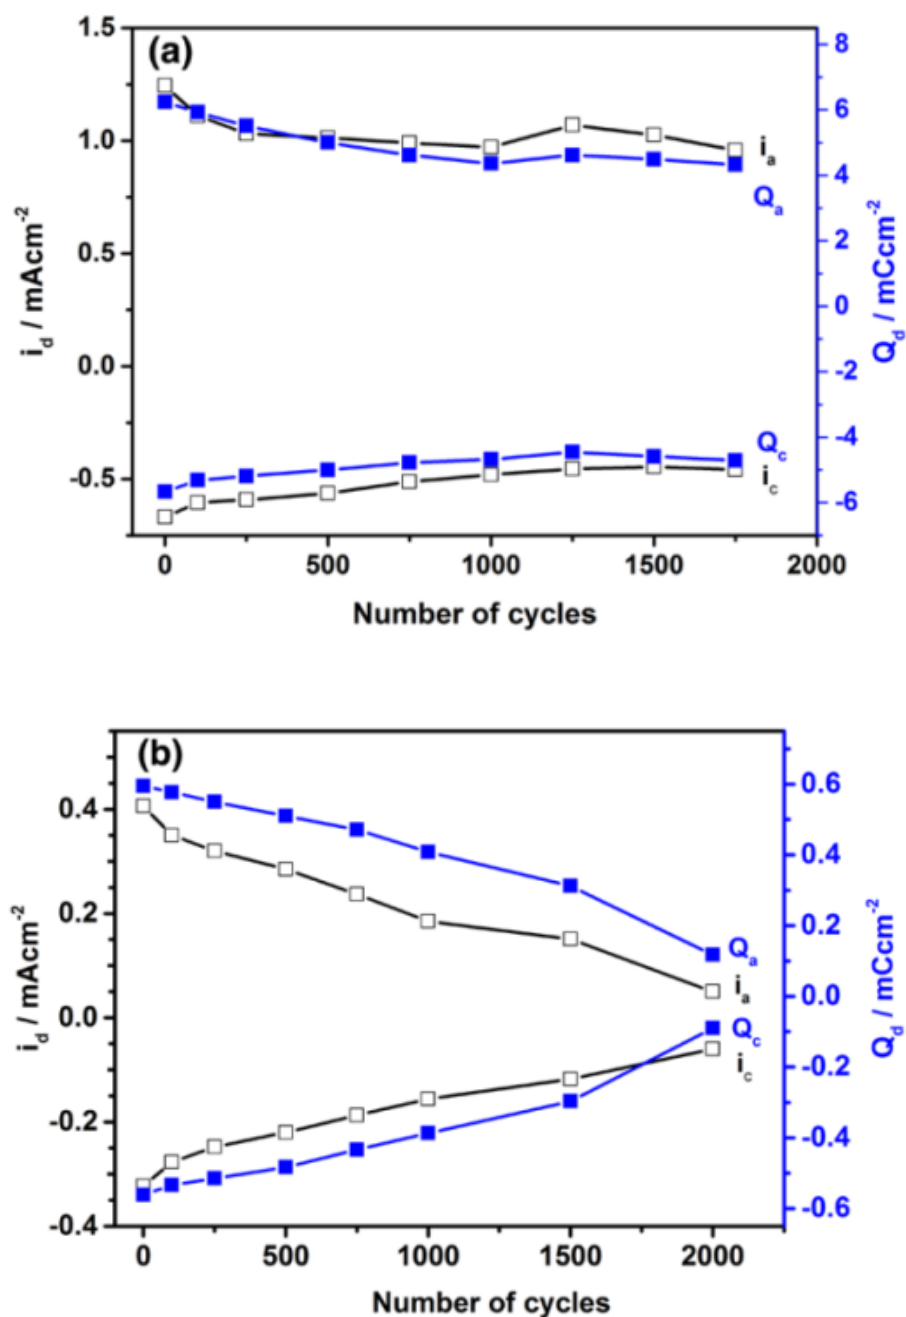 (a)
1.5
1.0
0.5
0.0
-0.5
i_d / mAcm^-2
8
6
4
2
0
-2
-4
-6
Q_d / mCcm^-2
i_a
Q_a
Q_c
i_c
0 500 1000 1500 2000
Number of cycles
(b)
0.4
0.2
0.0
-0.2
-0.4
i_d / mAcm^-2
0.6
0.4
0.2
0.0
-0.2
-0.4
-0.6
Q_d / mCcm^-2
Q_a
i_a
Q_c
i_c
0 500 1000 1500 2000
Number of cycles